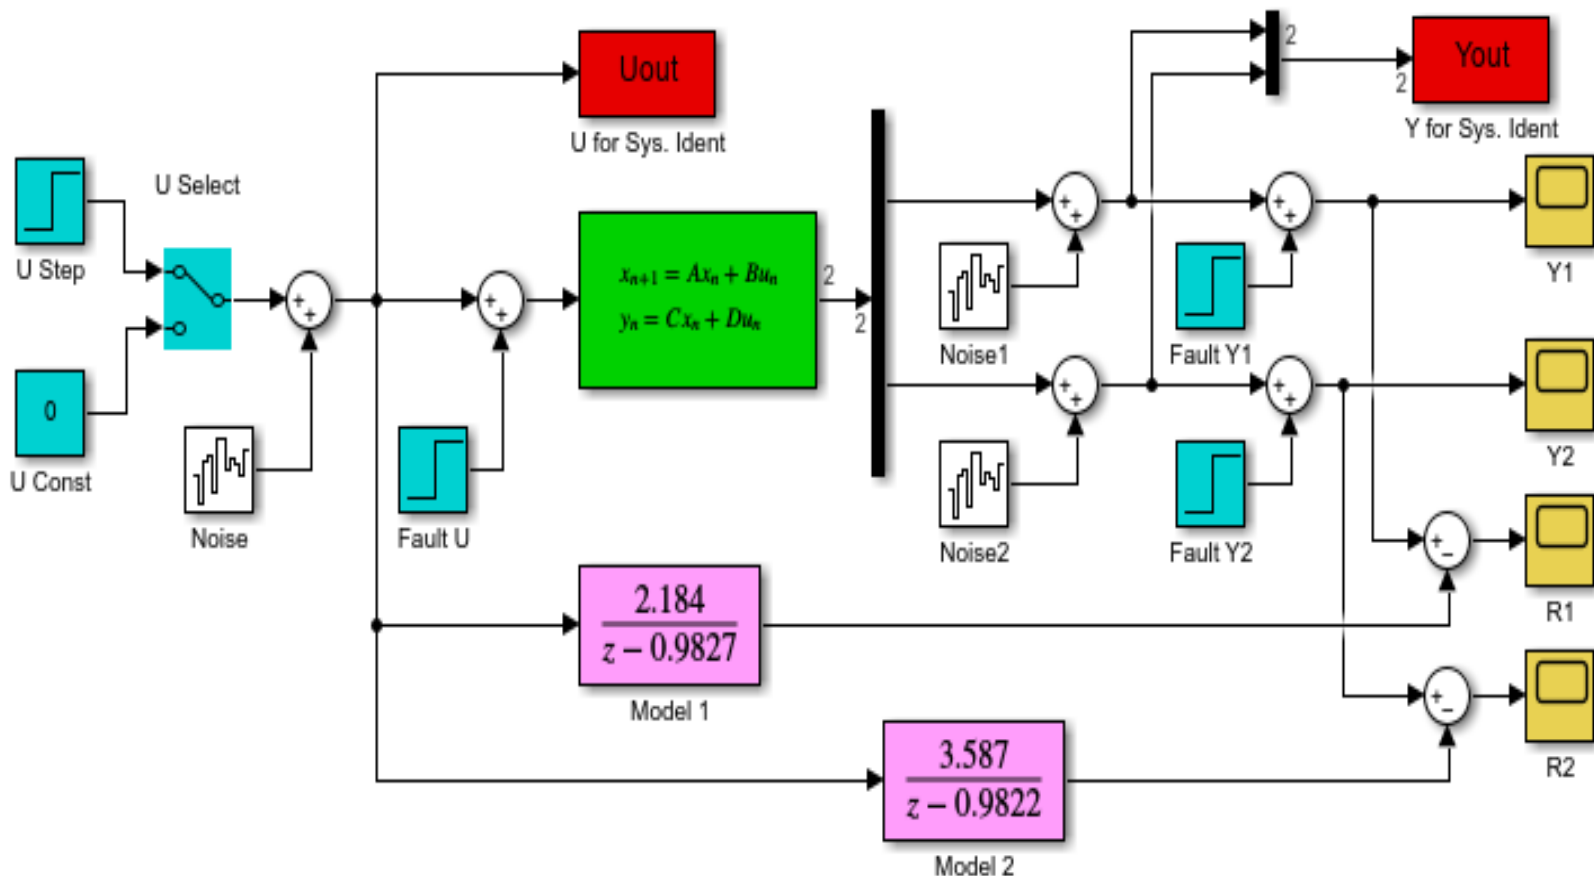 Uout
U for Sys. Ident
2
Yout
2
Y for Sys. Ident
U Select
U Step
0
U Const
Noise
Fault U
x_{n+1} = Ax_n + Bu_n
y_n = Cx_n + Du_n
2
2
+
+
+
+
+
+
+
+
+
+
+
+
Noise1
Fault Y1
Y1
Noise2
Fault Y2
Y2
2.184
z − 0.9827
Model 1
+
−
R1
3.587
z − 0.9822
Model 2
+
−
R2